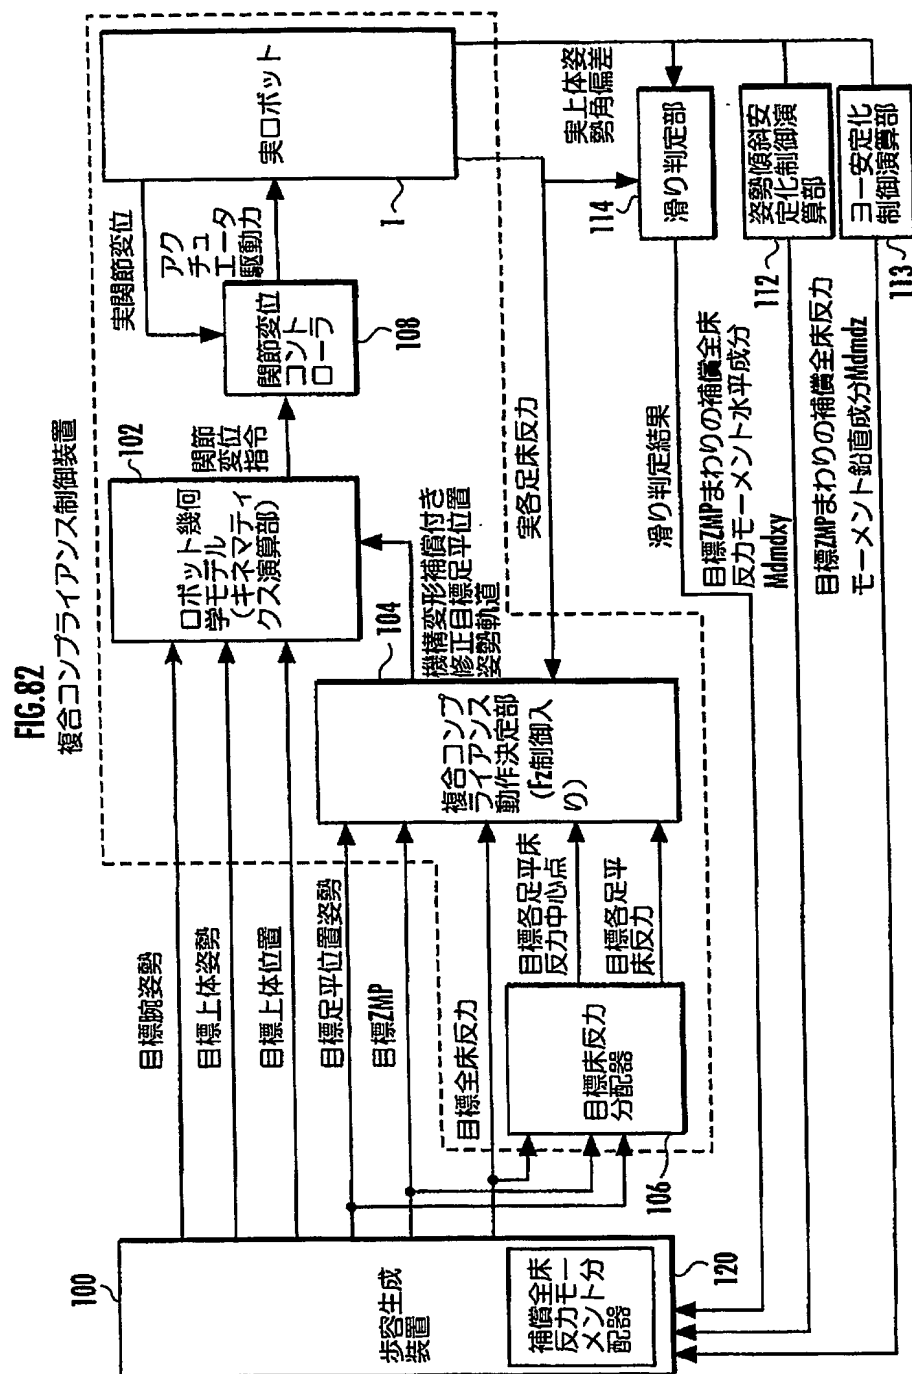 FIG.82
複合コンプライアンス制御装置
100
歩容生成
装置
補償全床
反力モー
メント分
配器
120
目標腕姿勢
目標上体姿勢
目標上体位置
目標足平位置姿勢
目標ZMP
目標全床反力
目標床反力
分配器
106
目標各足平床
反力中心点
目標各足平
床反力
102
ロボット幾何
学モデル
(キネマティ
クス演算部)
104
複合コンプ
ライアンス
動作決定部
(Fz制御入
り)
機構変形補償付き
修正目標足平位置
姿勢軌道
関節
変位
指令
関節変位
コント
ローラ
108
実関節変位
アク
チュ
エータ
駆動力
実ロボット
1
実各足床反力
実上体姿
勢角偏差
滑り判定部
114
滑り判定結果
姿勢傾斜安
定化制御演
算部
112
目標ZMPまわりの補償全床
反力モーメント水平成分
Mdmdxy
ヨー安定化
制御演算部
113
目標ZMPまわりの補償全床反力
モーメント鉛直成分Mdmdz